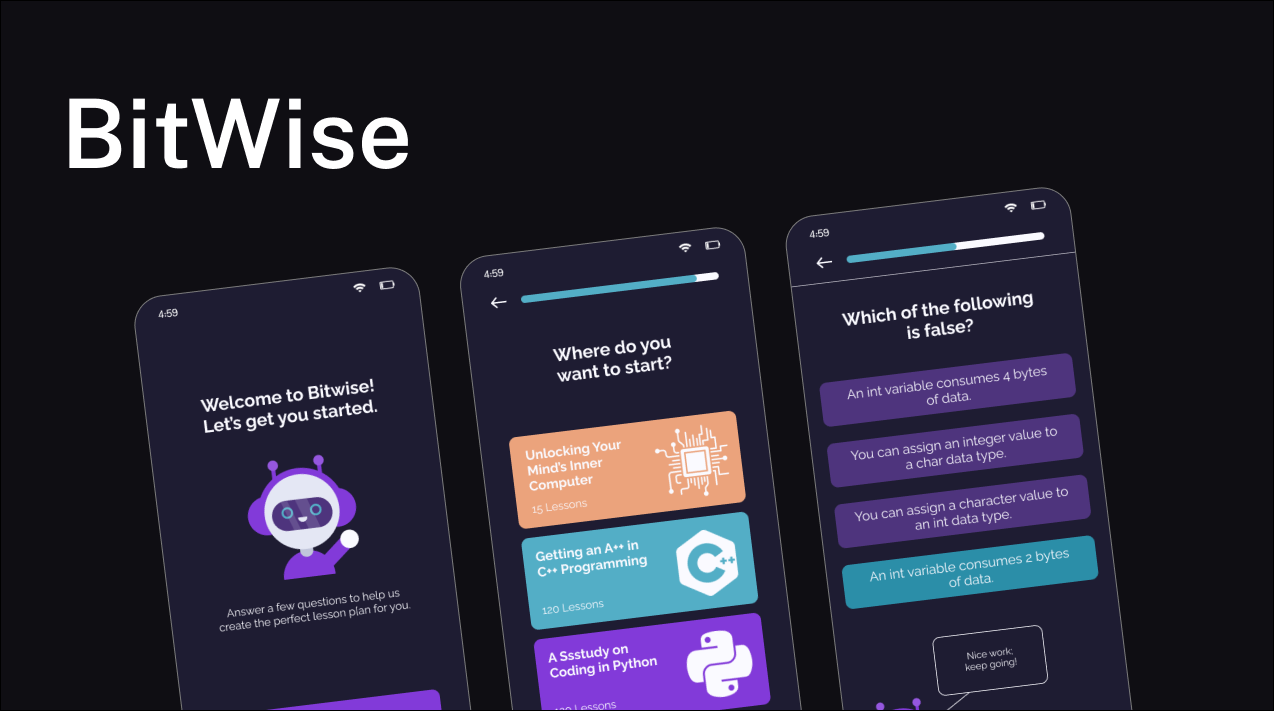 BitWise
4:59
Welcome to Bitwise!
Let's get you started.
Answer a few questions to help us
create the perfect lesson plan for you.
4:59
Where do you
want to start?
Unlocking Your
Mind's Inner
Computer
15 Lessons
Getting an A++ in
C++ Programming
120 Lessons
C++
A Ssstudy on
Coding in Python
Lessons
4:59
Which of the following
is false?
An int variable consumes 4 bytes
of data.
You can assign an integer value to
a char data type.
You can assign a character value to
an int data type.
An int variable consumes 2 bytes
of data.
Nice work;
keep going!